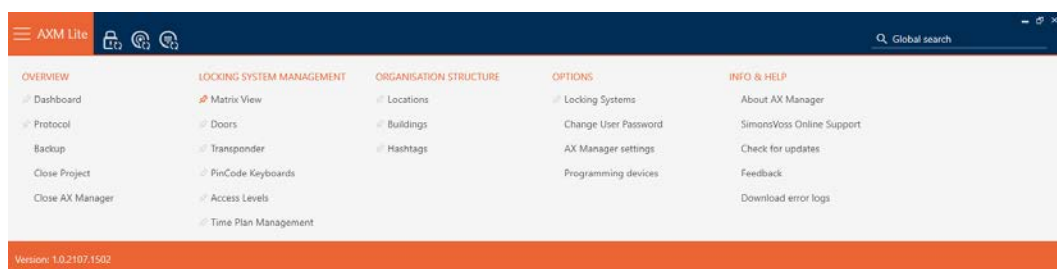 AXM Lite
Global search
OVERVIEW
Dashboard
Protocol
Backup
Close Project
Close AX Manager
LOCKING SYSTEM MANAGEMENT
Matrix View
Doors
Transponder
PinCode Keyboards
Access Levels
Time Plan Management
ORGANISATION STRUCTURE
Locations
Buildings
Hashtags
OPTIONS
Locking Systems
Change User Password
AX Manager settings
Programming devices
INFO & HELP
About AX Manager
SimonsVoss Online Support
Check for updates
Feedback
Download error logs
Version: 1.0.2107.1502